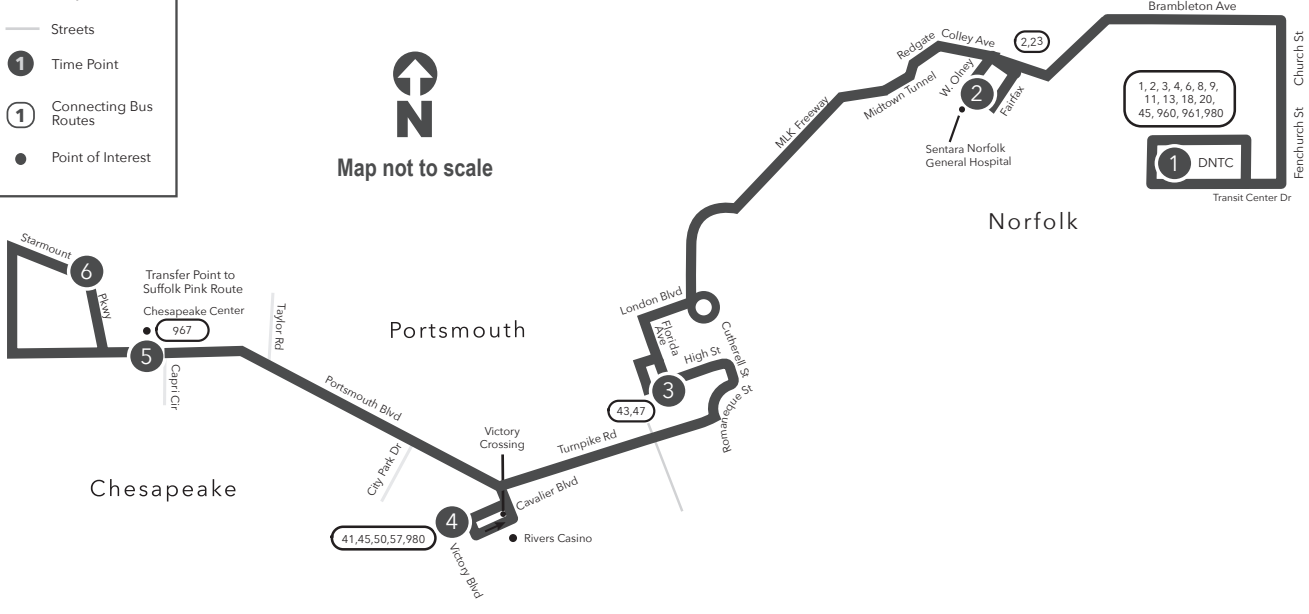 Streets
1
Time Point
1
Connecting Bus
Routes
Point of Interest
N
Map not to scale
Brambleton Ave
Church St
Fenchurch St
Transit Center Dr
1, 2, 3, 4, 6, 8, 9,
11, 13, 18, 20,
45, 960, 961,980
1
DNTC
Redgate
Colley Ave
2,23
W. Olney
2
Fairfax
Sentara Norfolk
General Hospital
Midtown Tunnel
MLK Freeway
Norfolk
Starmount
6
Pkwy
Transfer Point to
Suffolk Pink Route
Chesapeake Center
967
5
Capri Cir
Taylor Rd
Portsmouth
London Blvd
Florida
Ave
High St
Cutherell St
3
43,47
Romaneque St
Turnpike Rd
Portsmouth Blvd
City Park Dr
Victory
Crossing
Cavalier Blvd
Chesapeake
4
41,45,50,57,980
Rivers Casino
Victory Blvd